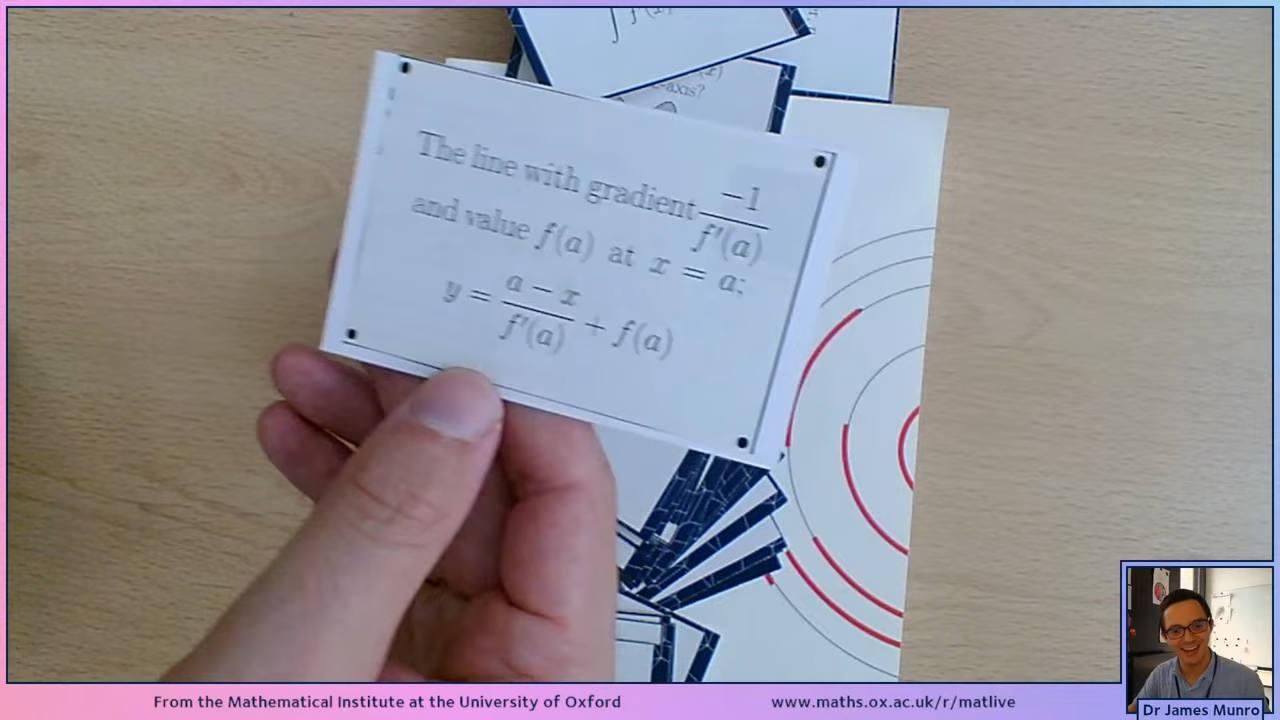 ∫ f(x)
(x)
-axis?
The line with gradient −1/f′(a)
and value f(a) at x = a:
y = (a − x)/f′(a) + f(a)
From the Mathematical Institute at the University of Oxford
www.maths.ox.ac.uk/r/matlive
Dr James Munro